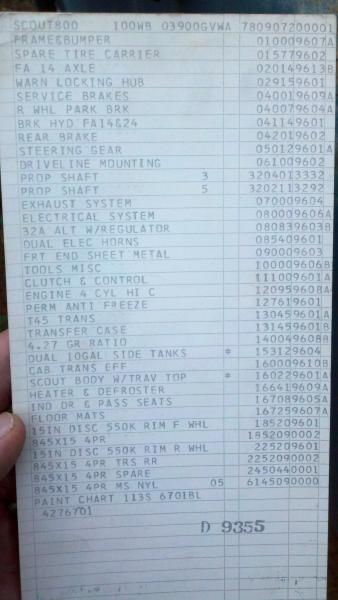 SCOUT800 100WB 03900GVWA 780907200001
FRAME&BUMPER 010009607A
SPARE TIRE CARRIER 015779602
FA 14 AXLE 020149613B
WARN LOCKING HUB 029159601
SERVICE BRAKES 040019609A
R WHL PARK BRK 040079604A
BRK HYD FA14&24 041149601
REAR BRAKE 042019602
STEERING GEAR 050129601A
DRIVELINE MOUNTING 061009602
PROP SHAFT 3 3204013332
PROP SHAFT 5 3202113292
EXHAUST SYSTEM 070009604
ELECTRICAL SYSTEM 080009606A
32A ALT W/REGULATOR 080839603B
DUAL ELEC HORNS 085409601
FRT END SHEET METAL 090009603
TOOLS MISC 100009606B
CLUTCH & CONTROL 111009601A
ENGINE 4 CYL HI C 120959608A
PERM ANTI FREEZE 127619601
T45 TRANS 130459601A
TRANSFER CASE 131459601B
4.27 GR RATIO 140049608B
DUAL 10GAL SIDE TANKS * 153129604
CAB TRANS EFF 160009610B
SCOUT BODY W/TRAV TOP * 160229601A
HEATER & DEFROSTER 166419609A
IND DR & PASS SEATS 167089605A
FLOOR MATS 167259607A
15IN DISC 550K RIM F WHL 185209601
845X15 4PR 1852090002
15IN DISC 550K RIM R WHL 225209601
845X15 4PR TRS RR 2252090002
845X15 4PR SPARE 2450440001
845X15 4PR MS NYL 05 6145090000
PAINT CHART 113S 6701BL
4276701
D 9355